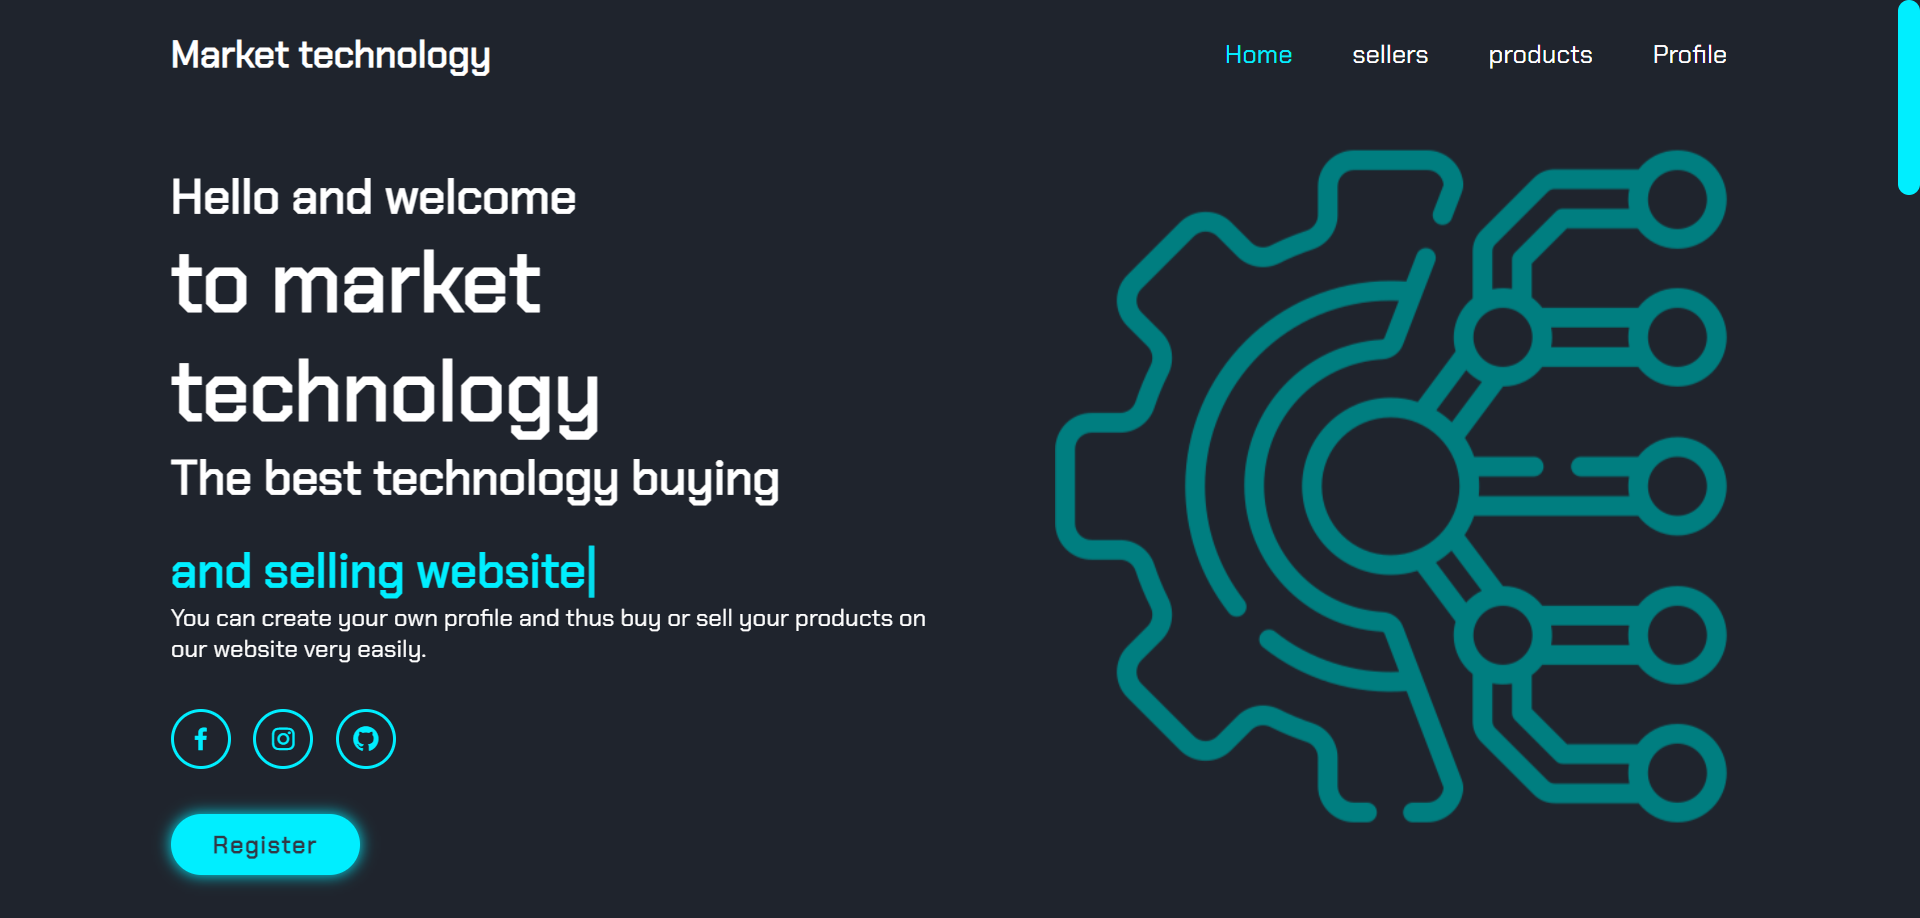 Market technology
Home
sellers
products
Profile
Hello and welcome
to market
technology
The best technology buying
and selling website|
You can create your own profile and thus buy or sell your products on
our website very easily.
Register